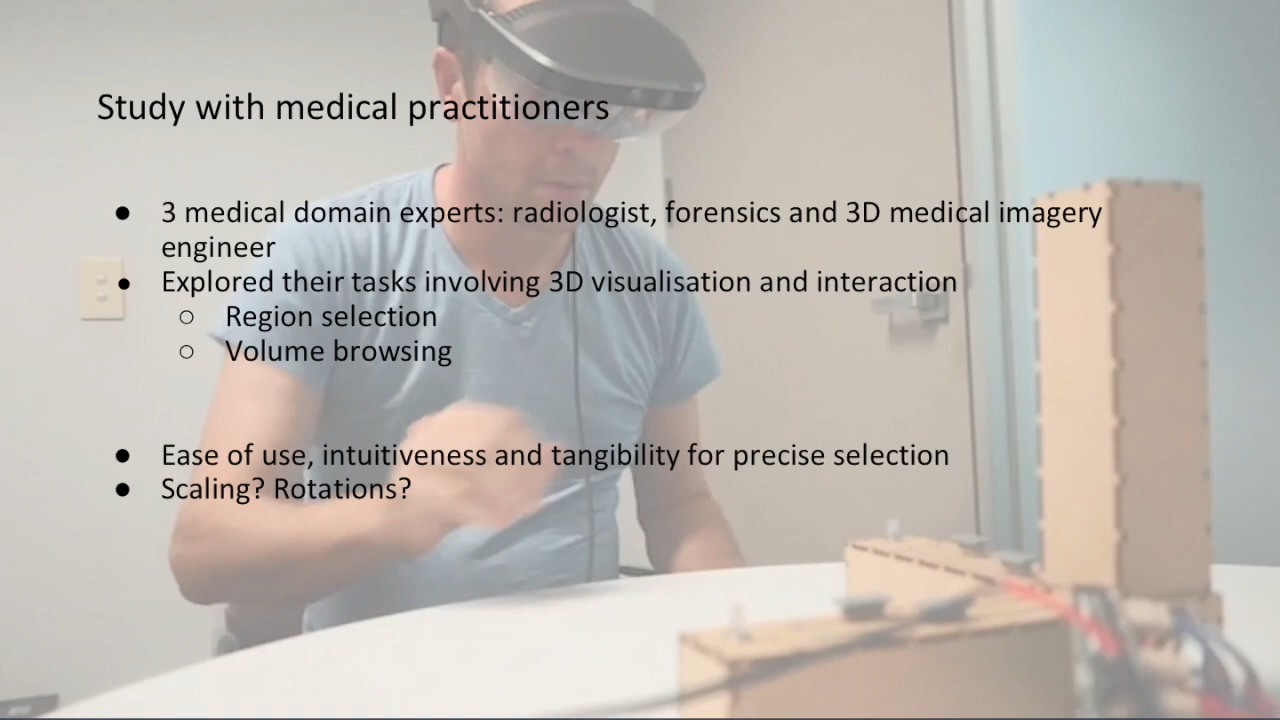 Study with medical practitioners
● 3 medical domain experts: radiologist, forensics and 3D medical imagery
engineer
● Explored their tasks involving 3D visualisation and interaction
○ Region selection
○ Volume browsing
● Ease of use, intuitiveness and tangibility for precise selection
● Scaling? Rotations?